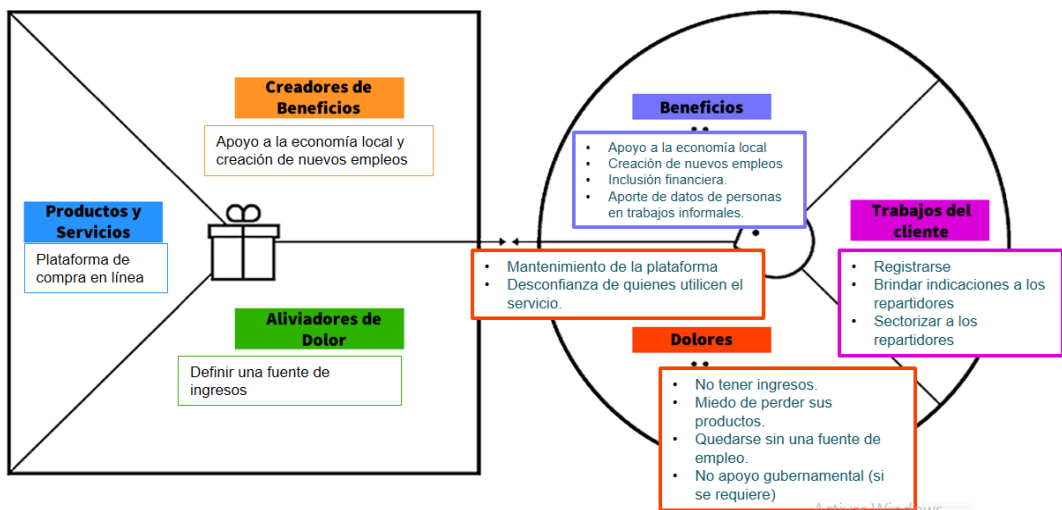 Creadores de
Beneficios
Apoyo a la economía local y
creación de nuevos empleos
Productos y
Servicios
Plataforma de
compra en línea
Aliviadores de
Dolor
Definir una fuente de
ingresos
Beneficios
• Apoyo a la economía local
• Creación de nuevos empleos
• Inclusión financiera.
• Aporte de datos de personas
en trabajos informales.
Trabajos del
cliente
• Registrarse
• Brindar indicaciones a los
repartidores
• Sectorizar a los
repartidores
• Mantenimiento de la plataforma
• Desconfianza de quienes utilicen el
servicio.
Dolores
• No tener ingresos.
• Miedo de perder sus
productos.
• Quedarse sin una fuente de
empleo.
• No apoyo gubernamental (si
se requiere)